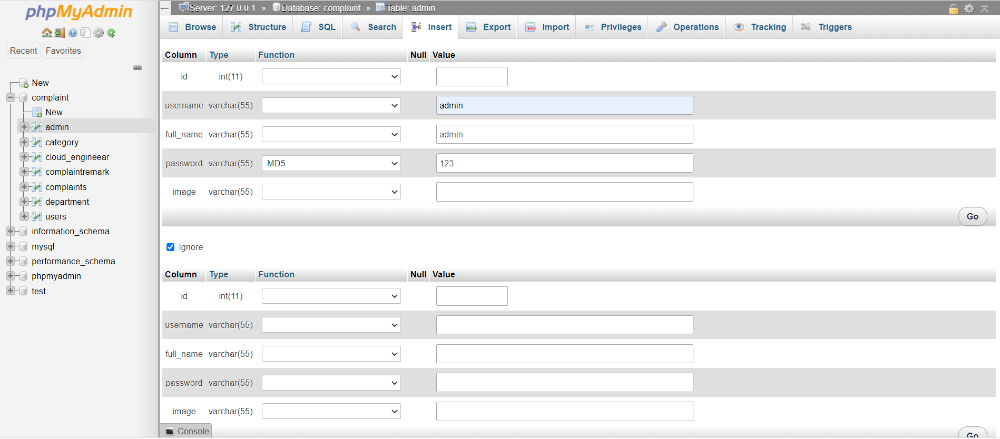 phpMyAdmin
Recent Favorites
New
complaint
New
admin
category
cloud_engineear
complaintremark
complaints
department
users
information_schema
mysql
performance_schema
phpmyadmin
test
Server: 127.0.0.1 » Database: complaint » Table: admin
Browse Structure SQL Search Insert Export Import Privileges Operations Tracking Triggers
Column Type Function Null Value
id int(11)
username varchar(55) admin
full_name varchar(55) admin
password varchar(55) MD5 123
image varchar(55)
Go
Ignore
Column Type Function Null Value
id int(11)
username varchar(55)
full_name varchar(55)
password varchar(55)
image varchar(55)
Go
Console